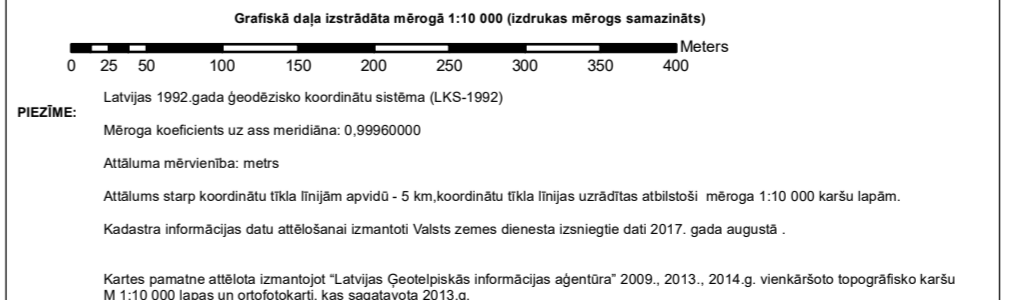 Grafiskā daļa izstrādāta mērogā 1:10 000 (izdrukas mērogs samazināts)
Meters
0 25 50 100 150 200 250 300 350 400
PIEZĪME:
Latvijas 1992.gada ģeodēzisko koordinātu sistēma (LKS-1992)
Mēroga koeficients uz ass meridiāna: 0,99960000
Attāluma mērvienība: metrs
Attālums starp koordinātu tīkla līnijām apvidū - 5 km,koordinātu tīkla līnijas uzrādītas atbilstoši mēroga 1:10 000 karšu lapām.
Kadastra informācijas datu attēlošanai izmantoti Valsts zemes dienesta izsniegtie dati 2017. gada augustā .
Kartes pamatne attēlota izmantojot “Latvijas Ģeotelpiskās informācijas aģentūra” 2009., 2013., 2014.g. vienkāršoto topogrāfisko karšu
M 1:10 000 lapas un ortofotokarti, kas sagatavota 2013.g.